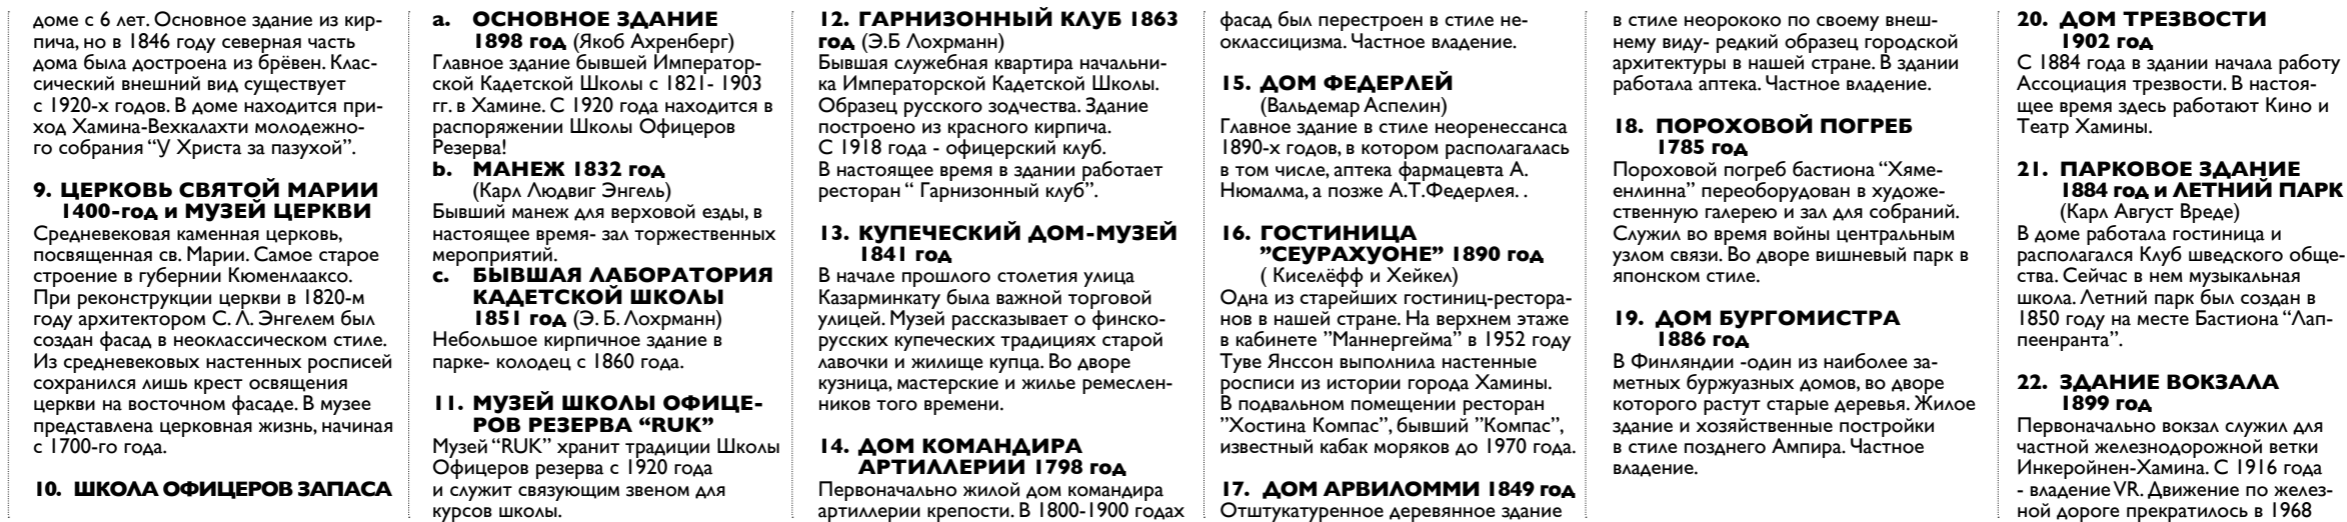 доме с 6 лет. Основное здание из кир-
пича, но в 1846 году северная часть
дома была достроена из брёвен. Клас-
сический внешний вид существует
с 1920-х годов. В доме находится при-
ход Хамина-Вехкалахти молодежно-
го собрания “У Христа за пазухой”.
9. ЦЕРКОВЬ СВЯТОЙ МАРИИ
1400-год и МУЗЕЙ ЦЕРКВИ
Средневековая каменная церковь,
посвященная св. Марии. Самое старое
строение в губернии Кюменлааксо.
При реконструкции церкви в 1820-м
году архитектором С. Л. Энгелем был
создан фасад в неоклассическом стиле.
Из средневековых настенных росписей
сохранился лишь крест освящения
церкви на восточном фасаде. В музее
представлена церковная жизнь, начиная
с 1700-го года.
10. ШКОЛА ОФИЦЕРОВ ЗАПАСА
a. ОСНОВНОЕ ЗДАНИЕ
1898 год (Якоб Ахренберг)
Главное здание бывшей Император-
ской Кадетской Школы с 1821- 1903
гг. в Хамине. С 1920 года находится в
распоряжении Школы Офицеров
Резерва!
b. МАНЕЖ 1832 год
(Карл Людвиг Энгель)
Бывший манеж для верховой езды, в
настоящее время- зал торжественных
мероприятий.
c. БЫВШАЯ ЛАБОРАТОРИЯ
КАДЕТСКОЙ ШКОЛЫ
1851 год (Э. Б. Лохрманн)
Небольшое кирпичное здание в
парке- колодец с 1860 года.
11. МУЗЕЙ ШКОЛЫ ОФИЦЕ-
РОВ РЕЗЕРВА “RUK”
Музей “RUK” хранит традиции Школы
Офицеров резерва с 1920 года
и служит связующим звеном для
курсов школы.
12. ГАРНИЗОННЫЙ КЛУБ 1863
год (Э.Б Лохрманн)
Бывшая служебная квартира начальни-
ка Императорской Кадетской Школы.
Образец русского зодчества. Здание
построено из красного кирпича.
С 1918 года - офицерский клуб.
В настоящее время в здании работает
ресторан “ Гарнизонный клуб”.
13. КУПЕЧЕСКИЙ ДОМ-МУЗЕЙ
1841 год
В начале прошлого столетия улица
Казарминкату была важной торговой
улицей. Музей рассказывает о финско-
русских купеческих традициях старой
лавочки и жилище купца. Во дворе
кузница, мастерские и жилье ремеслен-
ников того времени.
14. ДОМ КОМАНДИРА
АРТИЛЛЕРИИ 1798 год
Первоначально жилой дом командира
артиллерии крепости. В 1800-1900 годах
фасад был перестроен в стиле не-
оклассицизма. Частное владение.
15. ДОМ ФЕДЕРЛЕЙ
(Вальдемар Аспелин)
Главное здание в стиле неоренессанса
1890-х годов, в котором располагалась
в том числе, аптека фармацевта А.
Нюмалма, а позже А.Т.Федерлея. .
16. ГОСТИНИЦА
”СЕУРАХУОНЕ” 1890 год
( Киселёфф и Хейкел)
Одна из старейших гостиниц-рестора-
нов в нашей стране. На верхнем этаже
в кабинете ”Маннергейма” в 1952 году
Туве Янссон выполнила настенные
росписи из истории города Хамины.
В подвальном помещении ресторан
”Хостина Компас”, бывший ”Компас”,
известный кабак моряков до 1970 года.
17. ДОМ АРВИЛОММИ 1849 год
Отштукатуренное деревянное здание
в стиле неорококо по своему внеш-
нему виду- редкий образец городской
архитектуры в нашей стране. В здании
работала аптека. Частное владение.
18. ПОРОХОВОЙ ПОГРЕБ
1785 год
Пороховой погреб бастиона “Хяме-
енлинна” переоборудован в художе-
ственную галерею и зал для собраний.
Служил во время войны центральным
узлом связи. Во дворе вишневый парк в
японском стиле.
19. ДОМ БУРГОМИСТРА
1886 год
В Финляндии -один из наиболее за-
метных буржуазных домов, во дворе
которого растут старые деревья. Жилое
здание и хозяйственные постройки
в стиле позднего Ампира. Частное
владение.
20. ДОМ ТРЕЗВОСТИ
1902 год
С 1884 года в здании начала работу
Ассоциация трезвости. В настоя-
щее время здесь работают Кино и
Театр Хамины.
21. ПАРКОВОЕ ЗДАНИЕ
1884 год и ЛЕТНИЙ ПАРК
(Карл Август Вреде)
В доме работала гостиница и
располагался Клуб шведского обще-
ства. Сейчас в нем музыкальная
школа. Летний парк был создан в
1850 году на месте Бастиона “Лап-
пеенранта”.
22. ЗДАНИЕ ВОКЗАЛА
1899 год
Первоначально вокзал служил для
частной железнодорожной ветки
Инкеройнен-Хамина. С 1916 года
- владение VR. Движение по желез-
ной дороге прекратилось в 1968